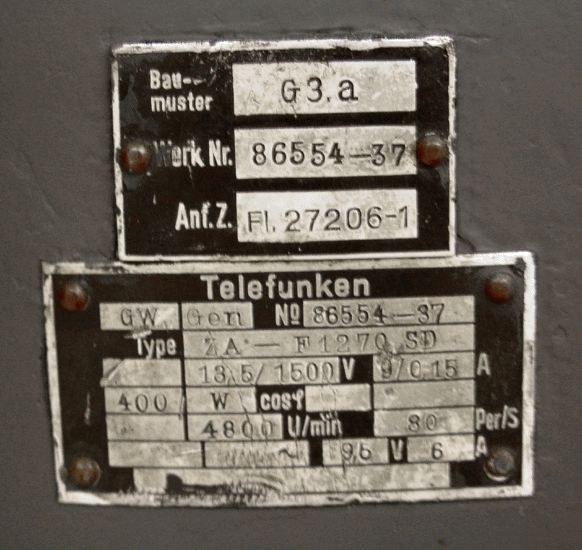 Bau-
muster G3.a
Werk Nr. 86554-37
Anf.Z. Fl. 27206-1
Telefunken
GW Gen № 86554-37
Type ZA - F1270 SD
13,5/1500 V 9/0,15 A
400 W cosφ
4800 U/min 80 Per/S
9,5 V 6 A